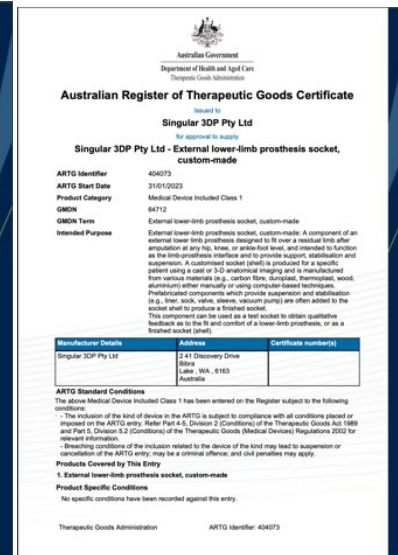 Australian Government
Department of Health and Aged Care
Therapeutic Goods Administration
Australian Register of Therapeutic Goods Certificate
Issued to
Singular 3DP Pty Ltd
for approval to supply
Singular 3DP Pty Ltd - External lower-limb prosthesis socket,
custom-made
ARTG Identifier 404073
ARTG Start Date 31/01/2023
Product Category Medical Device Included Class 1
GMDN 64712
GMDN Term External lower-limb prosthesis socket, custom-made
Intended Purpose External lower-limb prosthesis socket, custom-made: A component of an
external lower limb prosthesis designed to fit over a residual limb after
amputation at any hip, knee, or ankle-foot level, and intended to function
as the limb-prosthesis interface and to provide support, stabilisation and
suspension. A customised socket (shell) is produced for a specific
patient using a cast or 3-D anatomical imaging and is manufactured
from various materials (e.g., carbon fibre, duroplast, thermoplast, wood,
aluminium) either manually or using computer-based techniques.
Prefabricated components which provide suspension and stabilisation
(e.g., liner, sock, valve, sleeve, vacuum pump) are often added to the
socket shell to produce a finished socket.
This component can be used as a test socket to obtain qualitative
feedback as to the fit and comfort of a lower-limb prosthesis, or as a
finished socket (shell).
Manufacturer Details Address Certificate number(s)
Singular 3DP Pty Ltd 2 41 Discovery Drive
Bibra
Lake , WA , 6163
Australia
ARTG Standard Conditions
The above Medical Device Included Class 1 has been entered on the Register subject to the following
conditions:
- The inclusion of the kind of device in the ARTG is subject to compliance with all conditions placed or
imposed on the ARTG entry. Refer Part 4-5, Division 2 (Conditions) of the Therapeutic Goods Act 1989
and Part 5, Division 5.2 (Conditions) of the Therapeutic Goods (Medical Devices) Regulations 2002 for
relevant information.
- Breaching conditions of the inclusion related to the device of the kind may lead to suspension or
cancellation of the ARTG entry; may be a criminal offence; and civil penalties may apply.
Products Covered by This Entry
1. External lower-limb prosthesis socket, custom-made
Product Specific Conditions
No specific conditions have been recorded against this entry.
Therapeutic Goods Administration ARTG Identifier: 404073